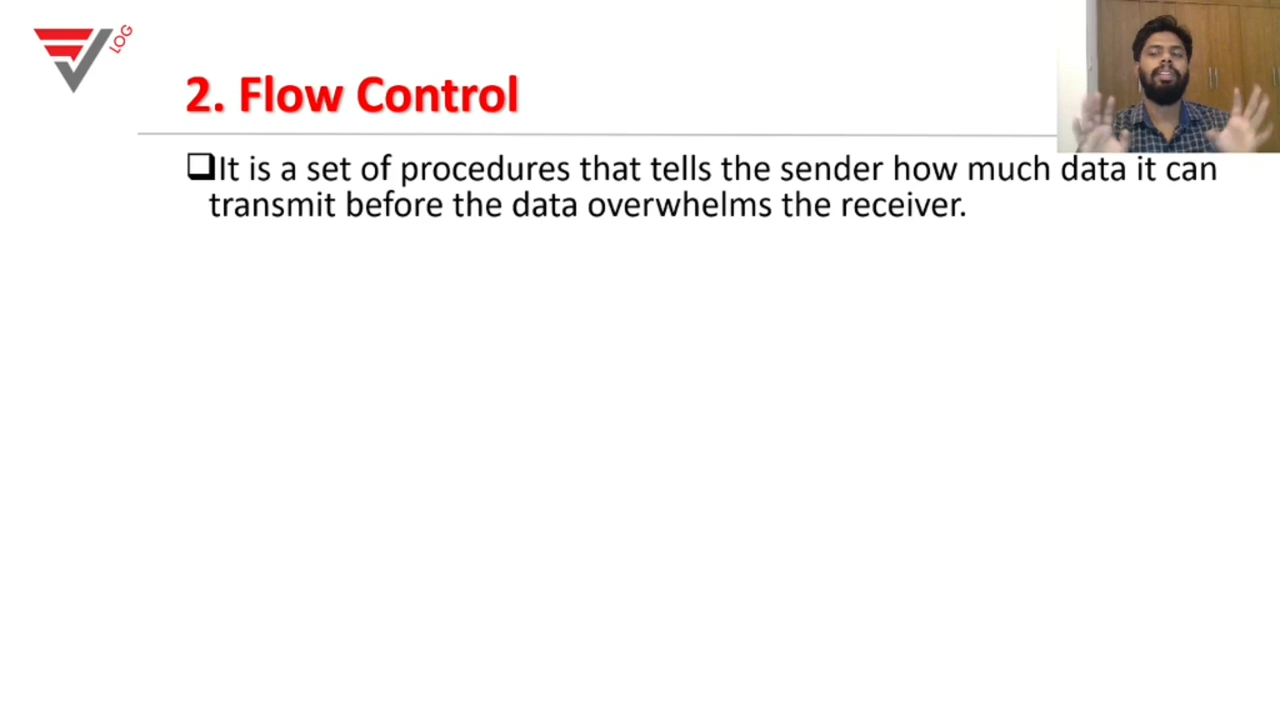 LOG
2. Flow Control
It is a set of procedures that tells the sender how much data it can
transmit before the data overwhelms the receiver.